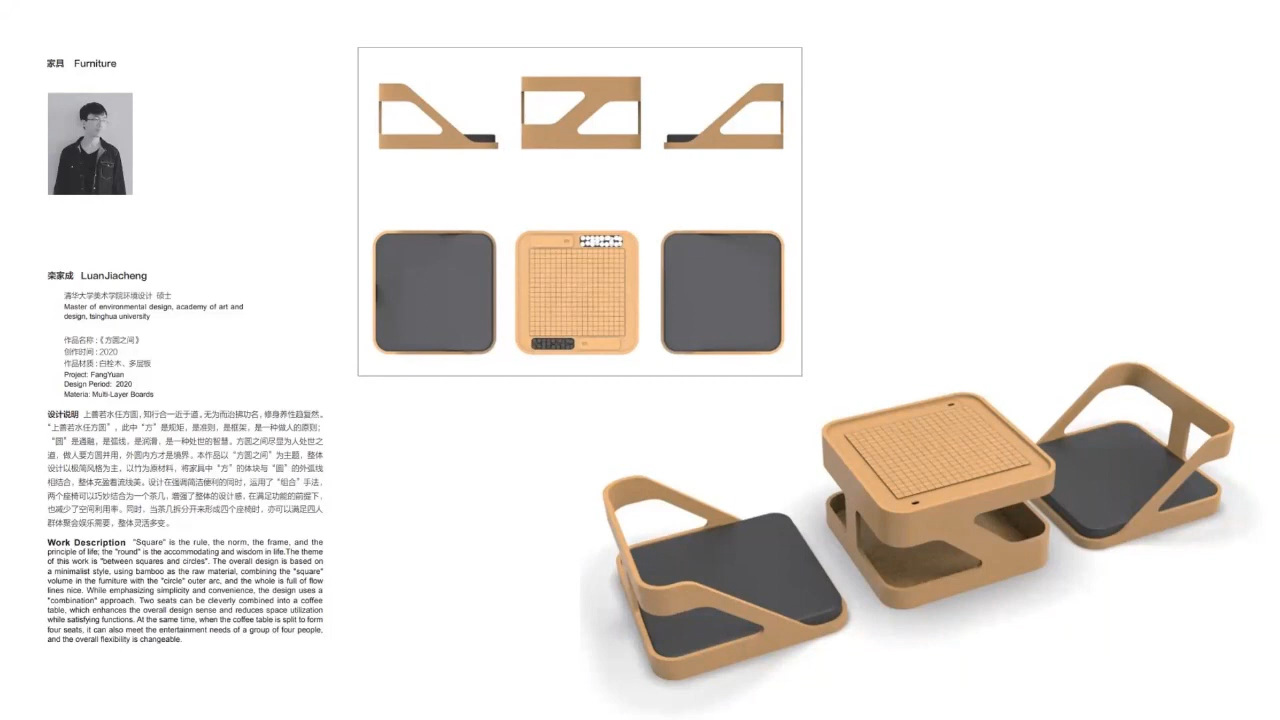 家具 Furniture
栾家成 LuanJiacheng
清华大学美术学院环境设计 硕士
Master of environmental design, academy of art and
design, tsinghua university
作品名称:《方圆之间》
创作时间: 2020
作品材质: 白栓木、多层板
Project: FangYuan
Design Period: 2020
Materia: Multi-Layer Boards
设计说明 上善若水任方圆,知行合一近于道。无为而治拂功名,修身养性趋复然。
“上善若水任方圆”,此中“方”是规矩,是准则,是框架,是一种做人的原则;
“圆”是通融,是弧线,是润滑,是一种处世的智慧。方圆之间尽显为人处世之
道,做人要方圆并用,外圆内方才是境界。本作品以“方圆之间”为主题,整体
设计以极简风格为主,以竹为原材料,将家具中“方”的体块与“圆”的外弧线
相结合,整体充盈着流线美。设计在强调简洁便利的同时,运用了“组合”手法,
两个座椅可以巧妙结合为一个茶几,增强了整体的设计感,在满足功能的前提下,
也减少了空间利用率。同时,当茶几拆分开来形成四个座椅时,亦可以满足四人
群体聚会娱乐需要,整体灵活多变。
Work Description "Square" is the rule, the norm, the frame, and the
principle of life; the "round" is the accommodating and wisdom in life.The theme
of this work is "between squares and circles". The overall design is based on
a minimalist style, using bamboo as the raw material, combining the "square"
volume in the furniture with the "circle" outer arc, and the whole is full of flow
lines nice. While emphasizing simplicity and convenience, the design uses a
"combination" approach. Two seats can be cleverly combined into a coffee
table, which enhances the overall design sense and reduces space utilization
while satisfying functions. At the same time, when the coffee table is split to form
four seats, it can also meet the entertainment needs of a group of four people,
and the overall flexibility is changeable.